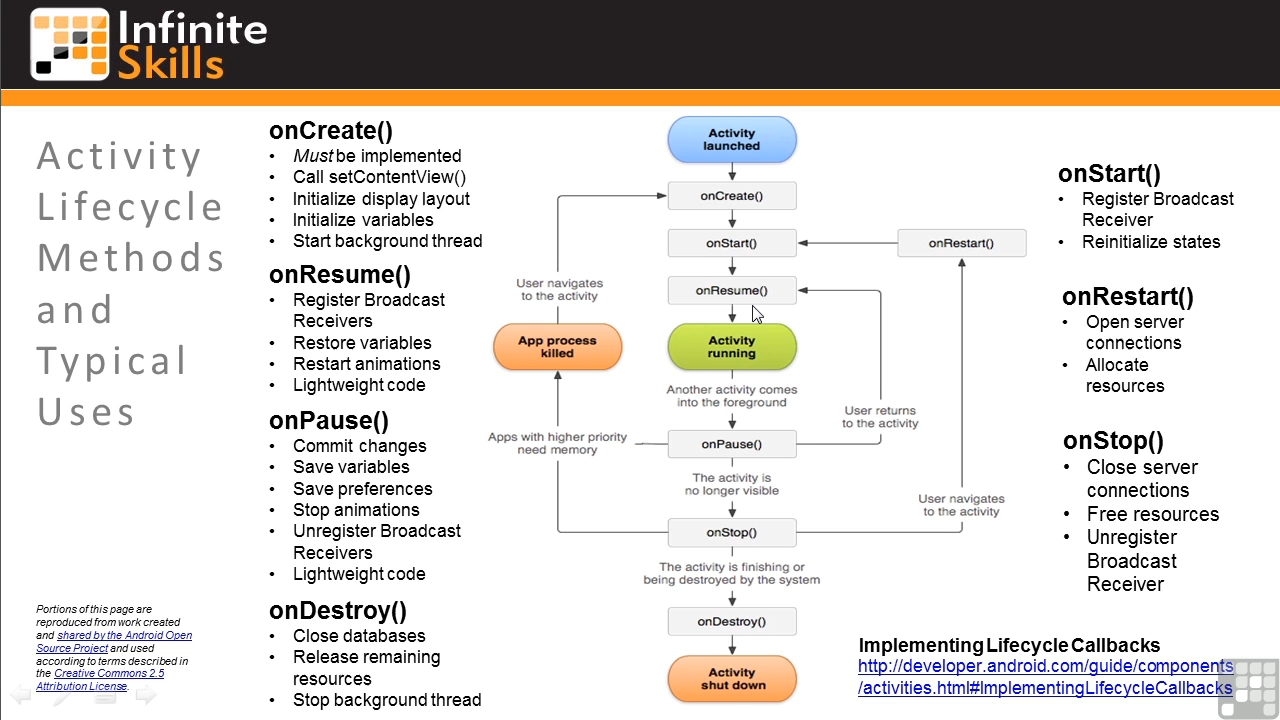 Infinite
Skills
Activity
Lifecycle
Methods
and
Typical
Uses
Portions of this page are
reproduced from work created
and shared by the Android Open
Source Project and used
according to terms described in
the Creative Commons 2.5
Attribution License.
onCreate()
• Must be implemented
• Call setContentView()
• Initialize display layout
• Initialize variables
• Start background thread
onResume()
• Register Broadcast
Receivers
• Restore variables
• Restart animations
• Lightweight code
onPause()
• Commit changes
• Save variables
• Save preferences
• Stop animations
• Unregister Broadcast
Receivers
• Lightweight code
onDestroy()
• Close databases
• Release remaining
resources
• Stop background thread
Activity
launched
onCreate()
onStart()
onRestart()
onResume()
User navigates
to the activity
App process
killed
Activity
running
Another activity comes
into the foreground
User returns
to the activity
Apps with higher priority
need memory
onPause()
The activity is
no longer visible
User navigates
to the activity
onStop()
The activity is finishing or
being destroyed by the system
onDestroy()
Activity
shut down
onStart()
• Register Broadcast
Receiver
• Reinitialize states
onRestart()
• Open server
connections
• Allocate
resources
onStop()
• Close server
connections
• Free resources
• Unregister
Broadcast
Receiver
Implementing Lifecycle Callbacks
http://developer.android.com/guide/components
/activities.html#ImplementingLifecycleCallbacks